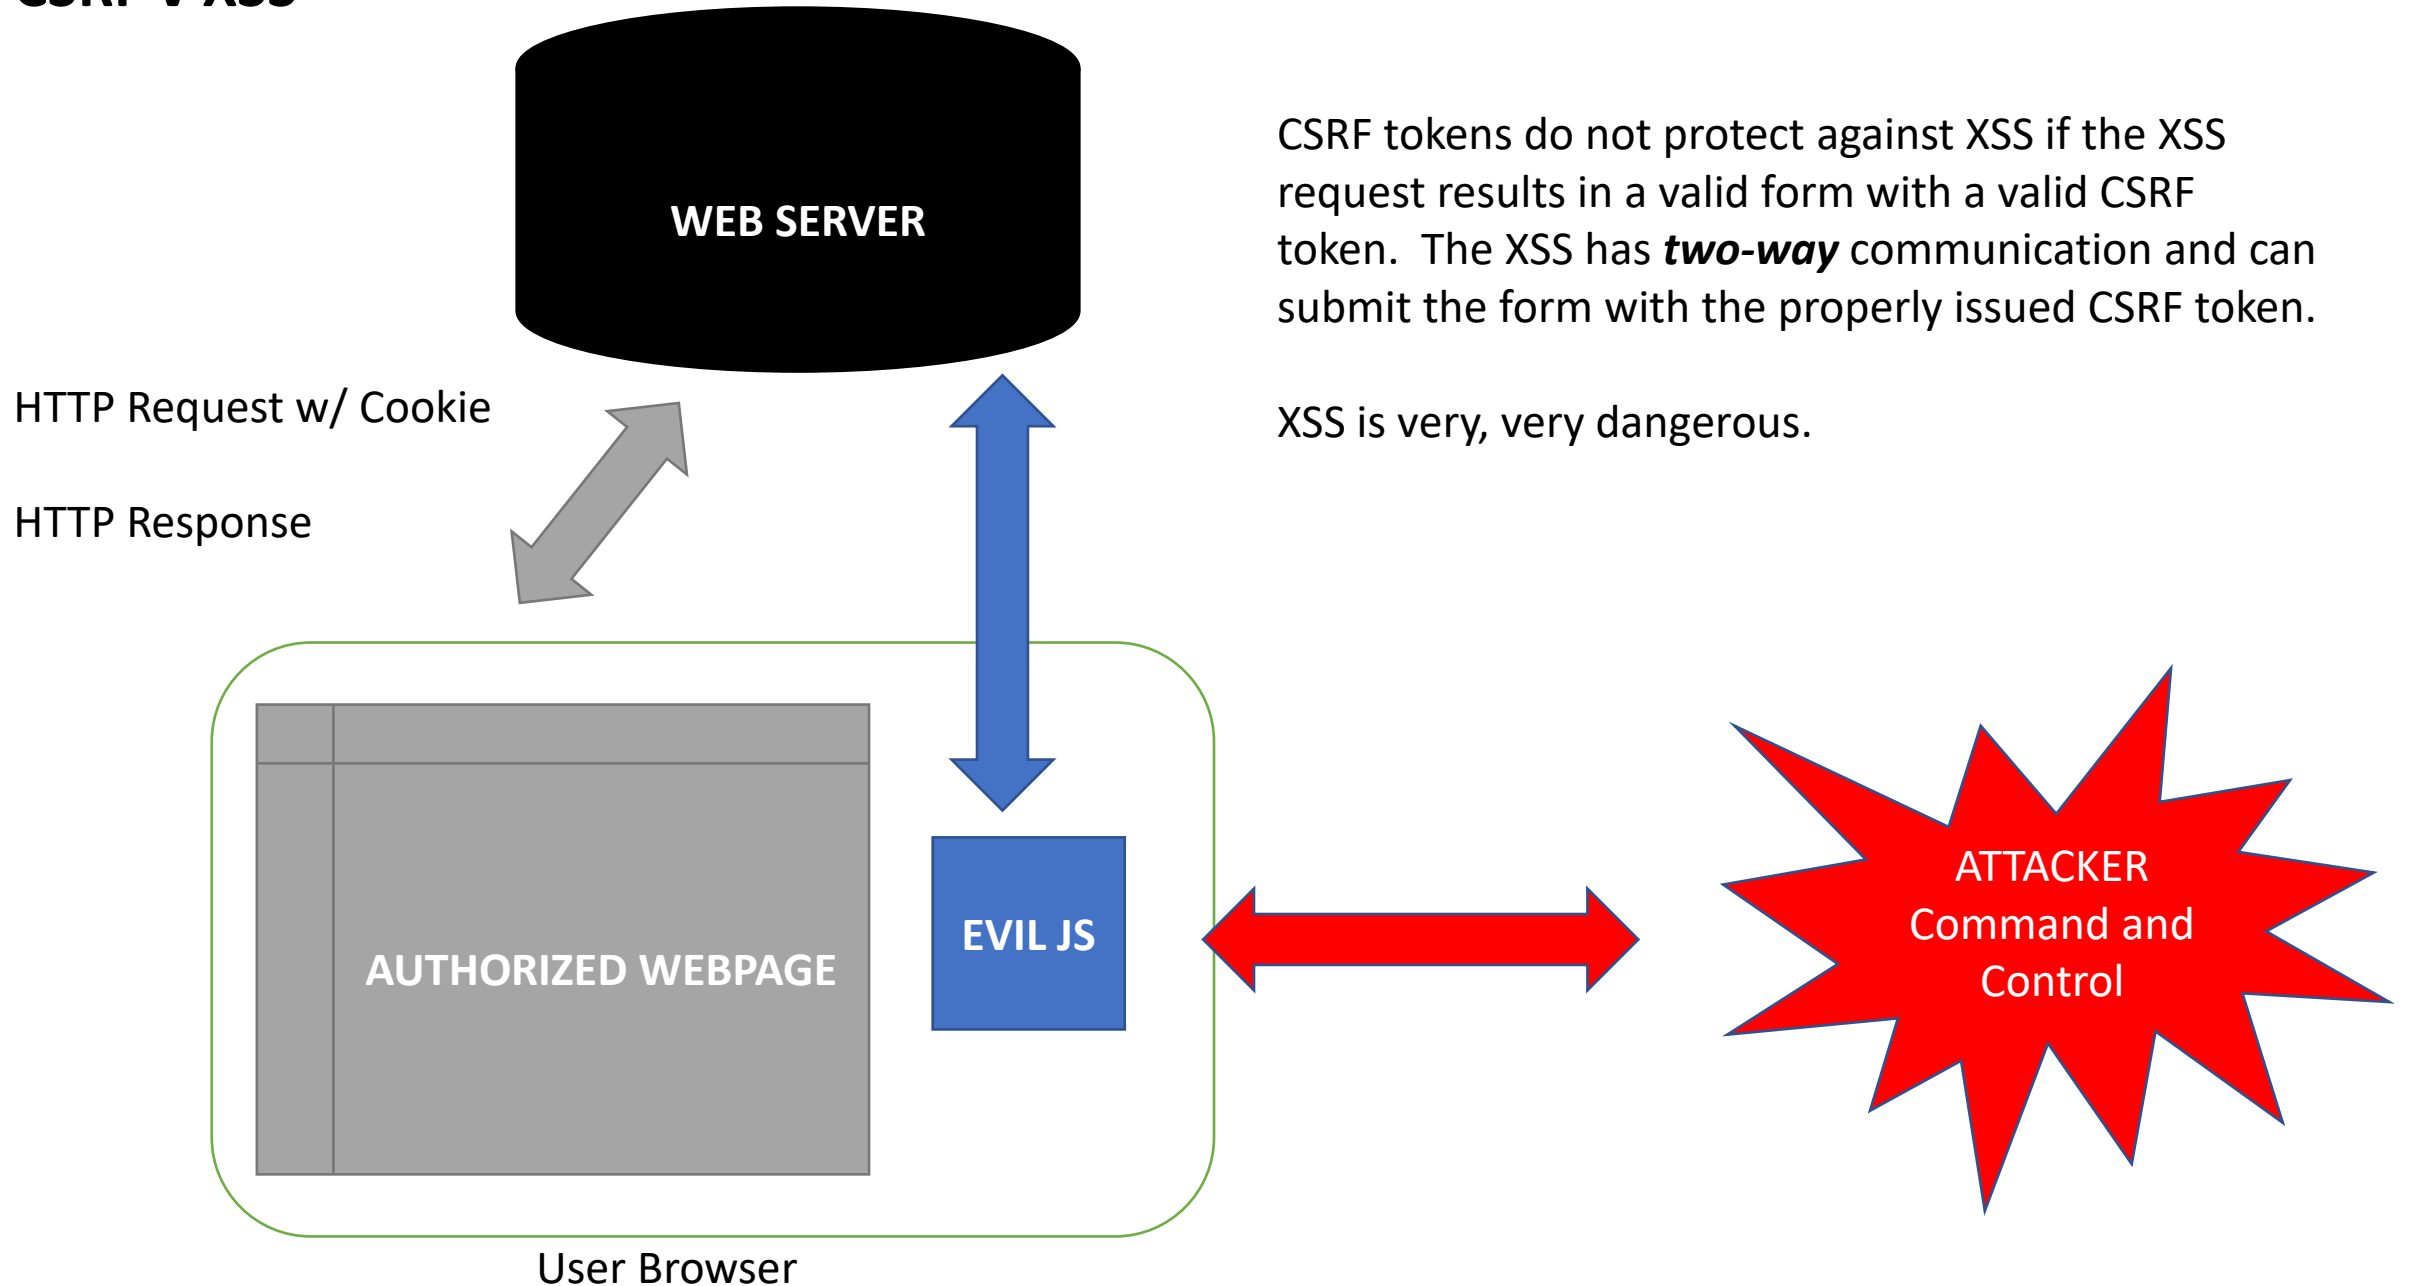 CSRF V XSS
WEB SERVER
CSRF tokens do not protect against XSS if the XSS
request results in a valid form with a valid CSRF
token.  The XSS has two-way communication and can
submit the form with the properly issued CSRF token.
XSS is very, very dangerous.
HTTP Request w/ Cookie
HTTP Response
AUTHORIZED WEBPAGE
EVIL JS
ATTACKER
Command and
Control
User Browser